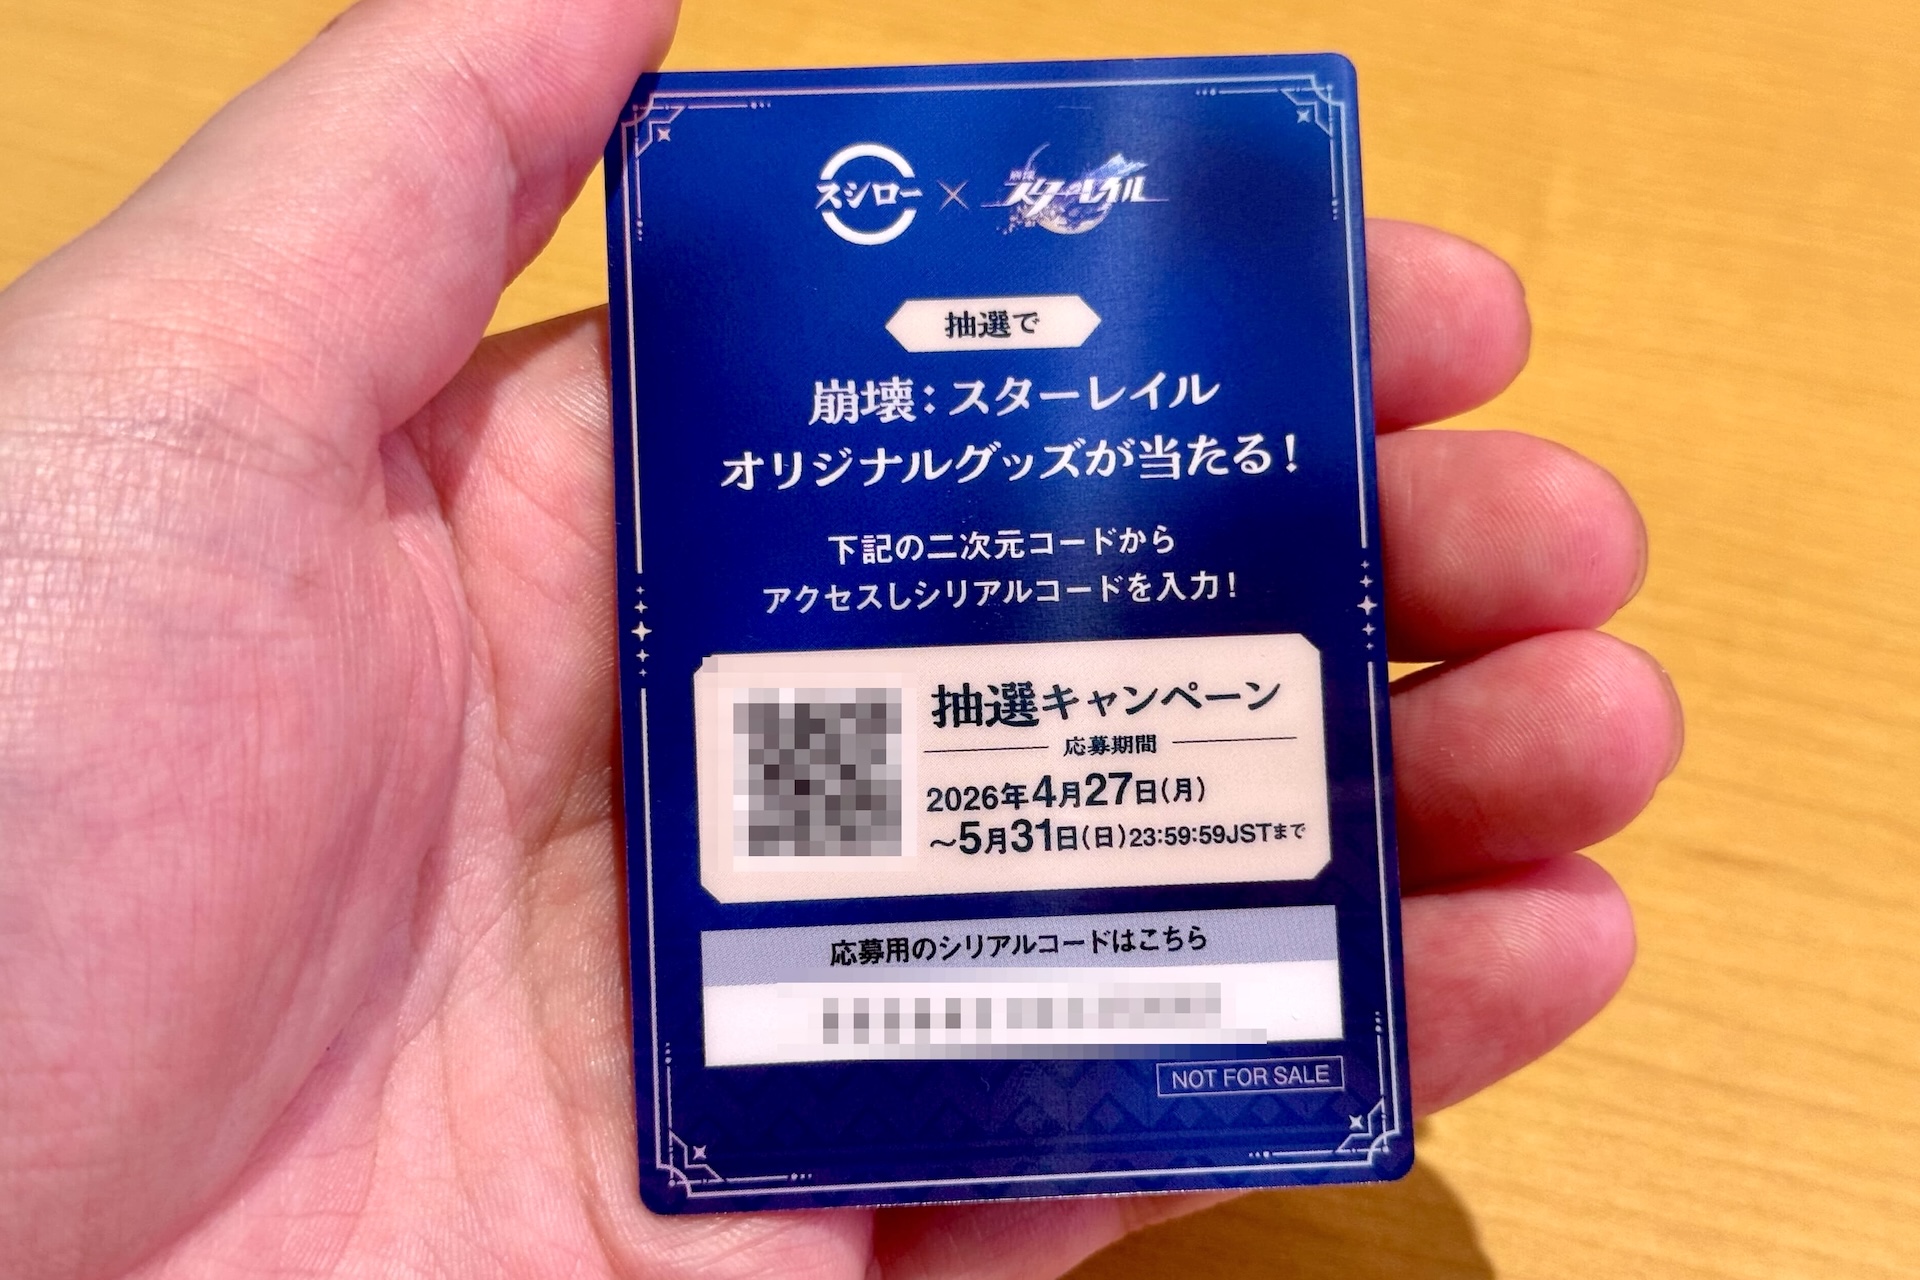 スシロー × 崩壊 スターレイル
抽選で
崩壊：スターレイル
オリジナルグッズが当たる！
下記の二次元コードから
アクセスしシリアルコードを入力！
抽選キャンペーン
応募期間
2026年4月27日(月)
～5月31日(日)23:59:59JSTまで
応募用のシリアルコードはこちら
NOT FOR SALE